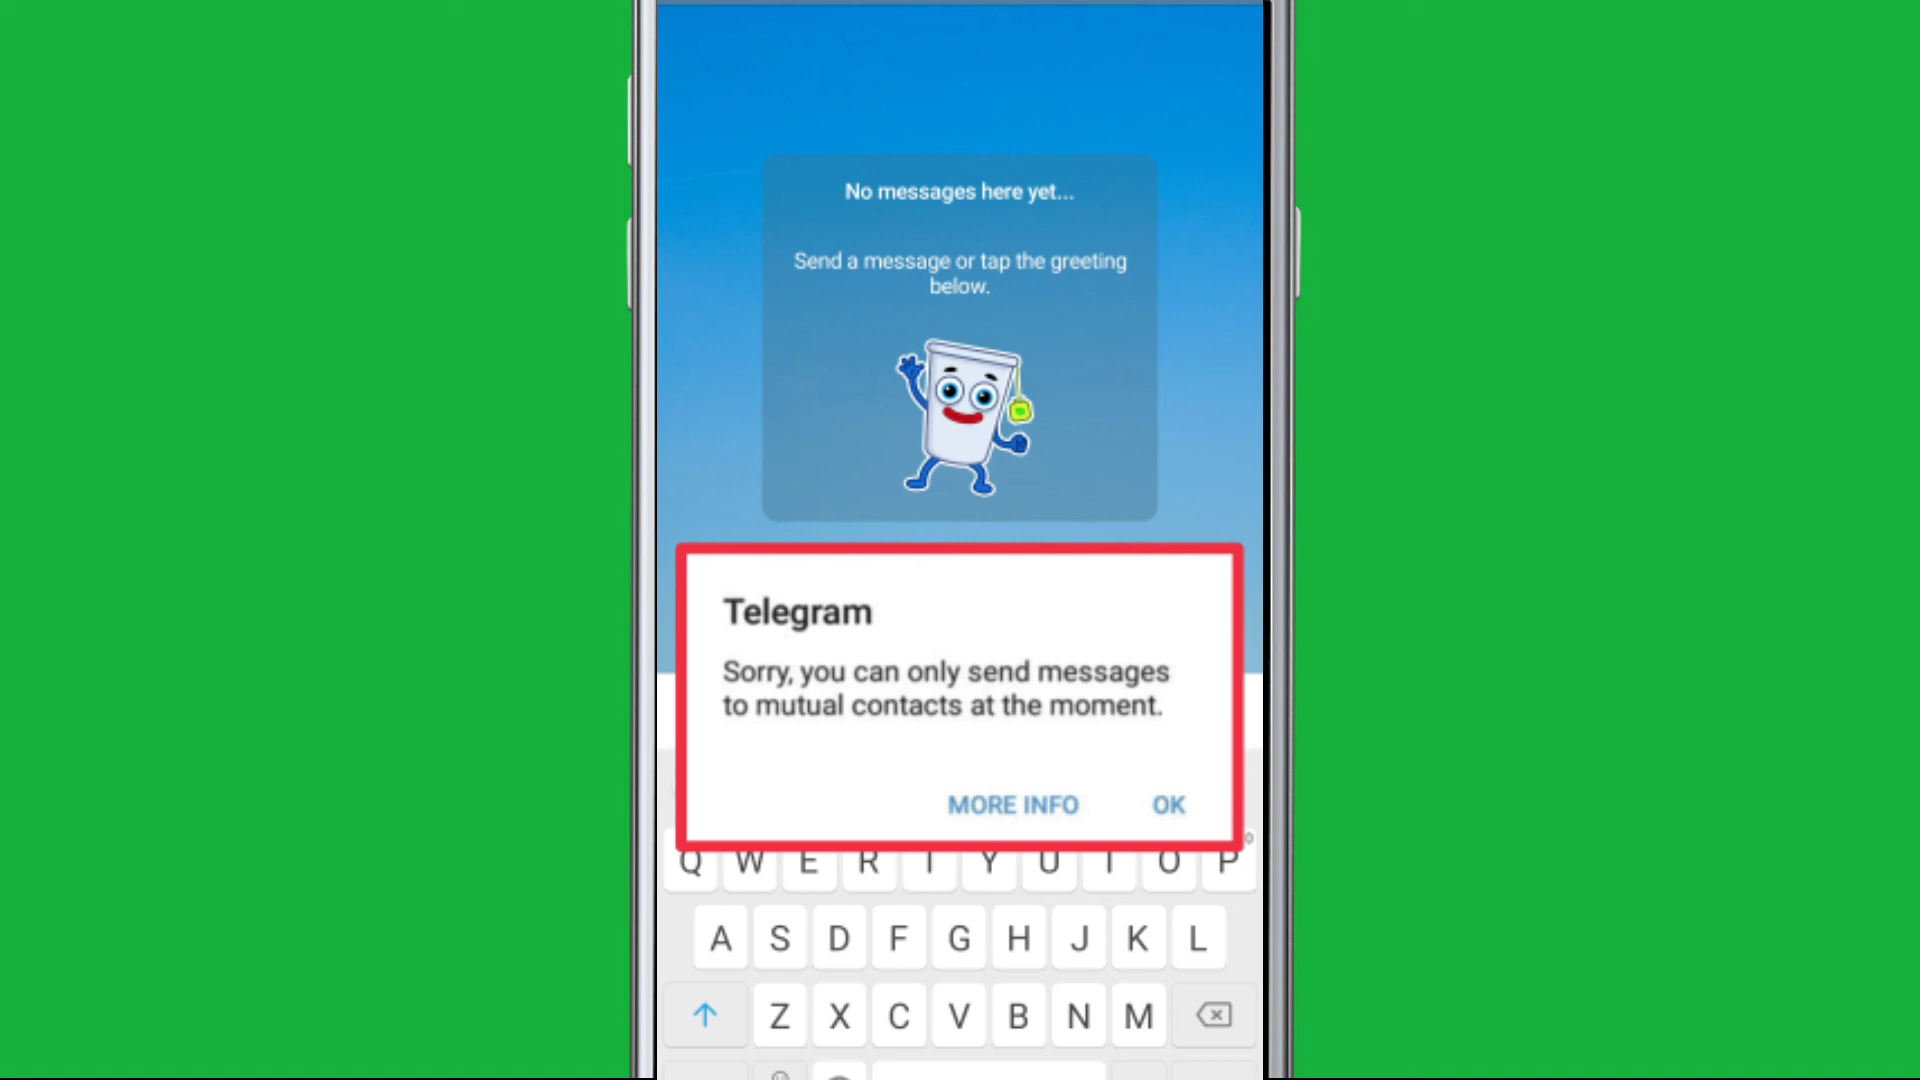 No messages here yet...
Send a message or tap the greeting
below.
Telegram
Sorry, you can only send messages
to mutual contacts at the moment.
MORE INFO OK
Q W E R T Y U I O P
A S D F G H J K L
Z X C V B N M